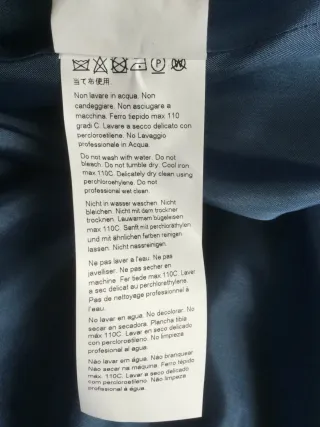 当て布使用
Non lavare in acqua. Non
candeggiare. Non asciugare a
macchina. Ferro tiepido max 110
gradi C. Lavare a secco delicato con
percloroetilene. No Lavaggio
professionale in Acqua.
Do not wash with water. Do not
bleach. Do not tumble dry. Cool iron
max 110C. Delicately dry clean using
perchloroethylene. Do not
professional wet clean.
Nicht in wasser waschen. Nicht
bleichen. Nicht mit dem trockner
trocknen. Lauwarmem bügeleisen
max 110C. Sanft mit perchlorathylen
und mit ähnlichen farben reinigen
lassen. Nicht nassreinigen.
Ne pas laver a l'eau. Ne pas
javelliser. Ne pas secher en
machine. Fer tiede max 110C. Laver
a sec delicat au perchlorethylene.
Pas de nettoyage professionnel à
l'eau.
No lavar en agua. No decolorar. No
secar en secadora. Plancha tibia
max 110C. Lavar en seco delicado
con percloroetileno. No limpieza
profesional al agua.
Não lavar em água. Não branquear
Não secar na maquina. Ferro tépido
max 110C. Lavar a seco delicado
com percloroetileno. Não limpeza
profissional à água.